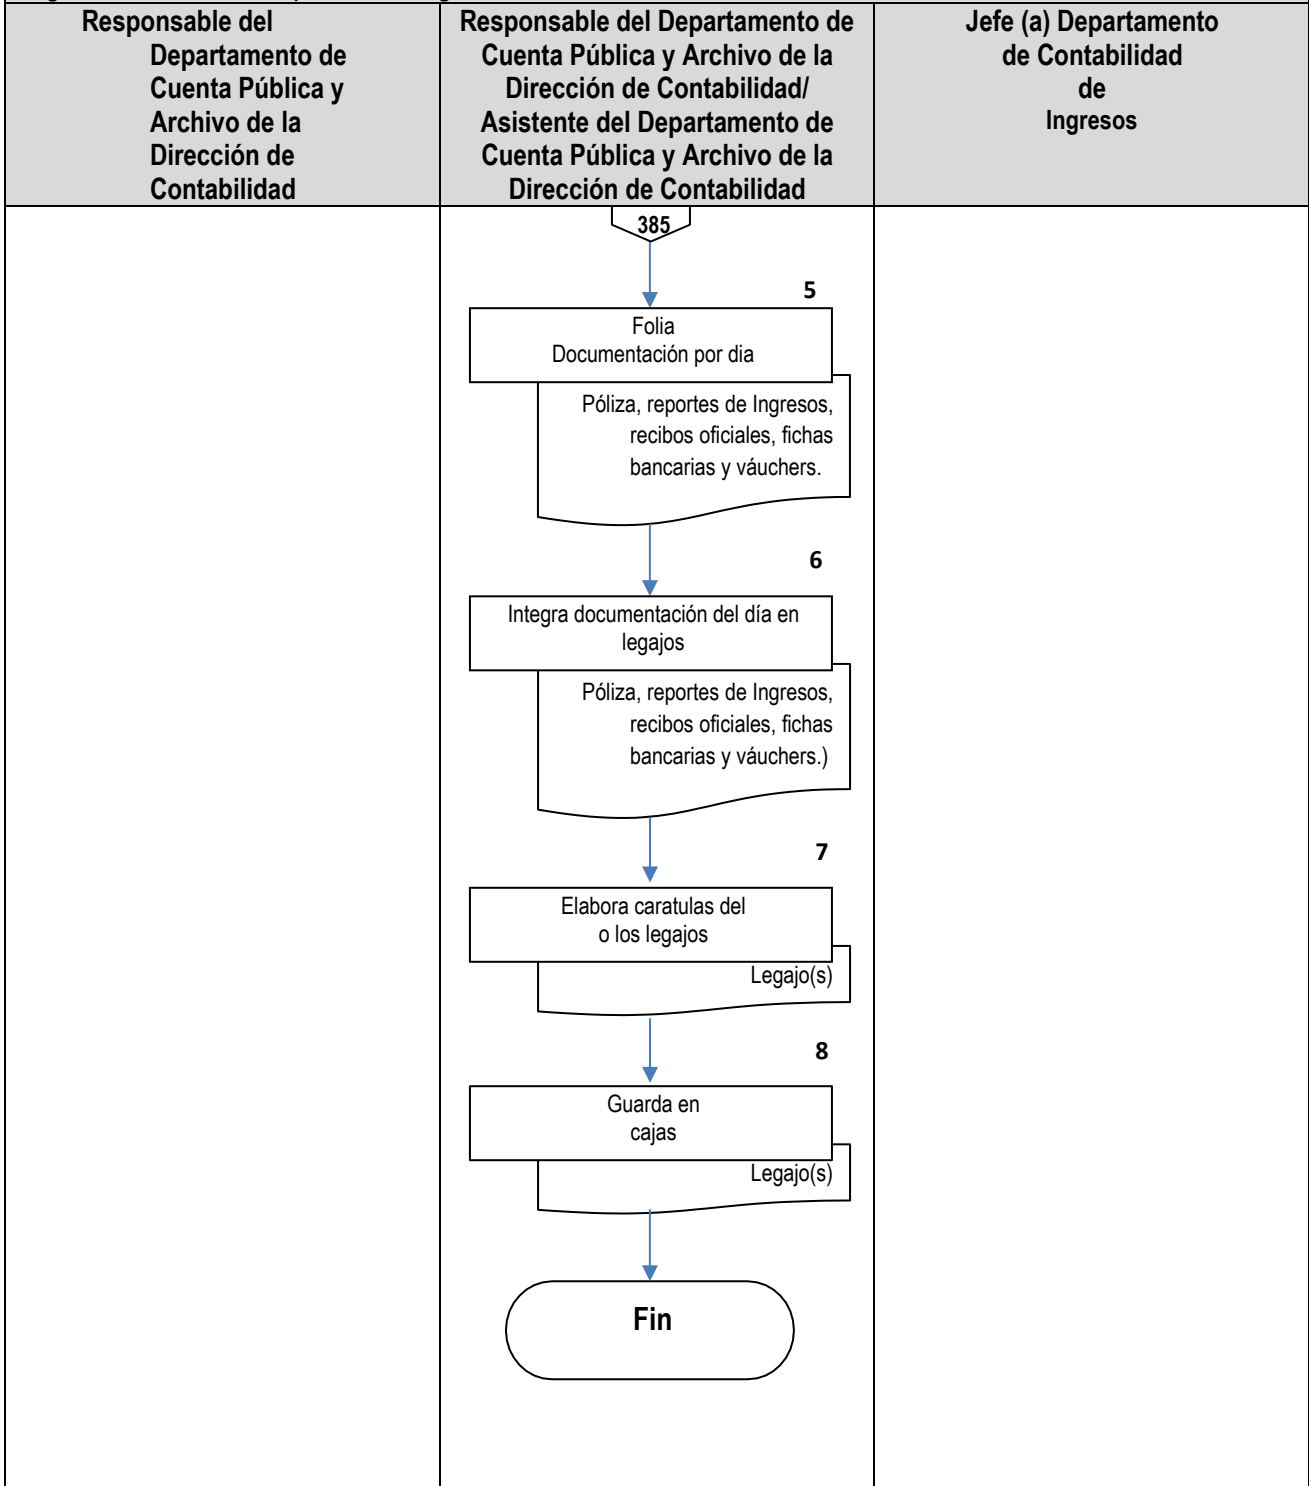 Responsable del
Departamento de
Cuenta Pública y
Archivo de la
Dirección de
Contabilidad
Responsable del Departamento de
Cuenta Pública y Archivo de la
Dirección de Contabilidad/
Asistente del Departamento de
Cuenta Pública y Archivo de la
Dirección de Contabilidad
Jefe (a) Departamento
de Contabilidad
de
Ingresos
385
5
Folia
Documentación por dia
Póliza, reportes de Ingresos,
recibos oficiales, fichas
bancarias y váuchers.
6
Integra documentación del día en
legajos
Póliza, reportes de Ingresos,
recibos oficiales, fichas
bancarias y váuchers.)
7
Elabora caratulas del
o los legajos
Legajo(s)
8
Guarda en
cajas
Legajo(s)
Fin